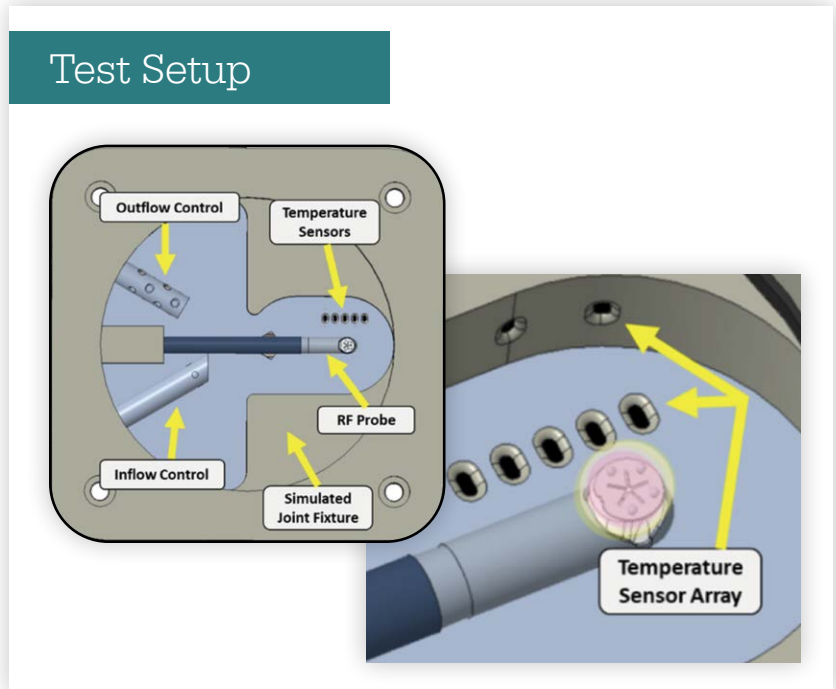 Test Setup
Outflow Control
Temperature
Sensors
RF Probe
Inflow Control
Simulated
Joint Fixture
Temperature
Sensor Array